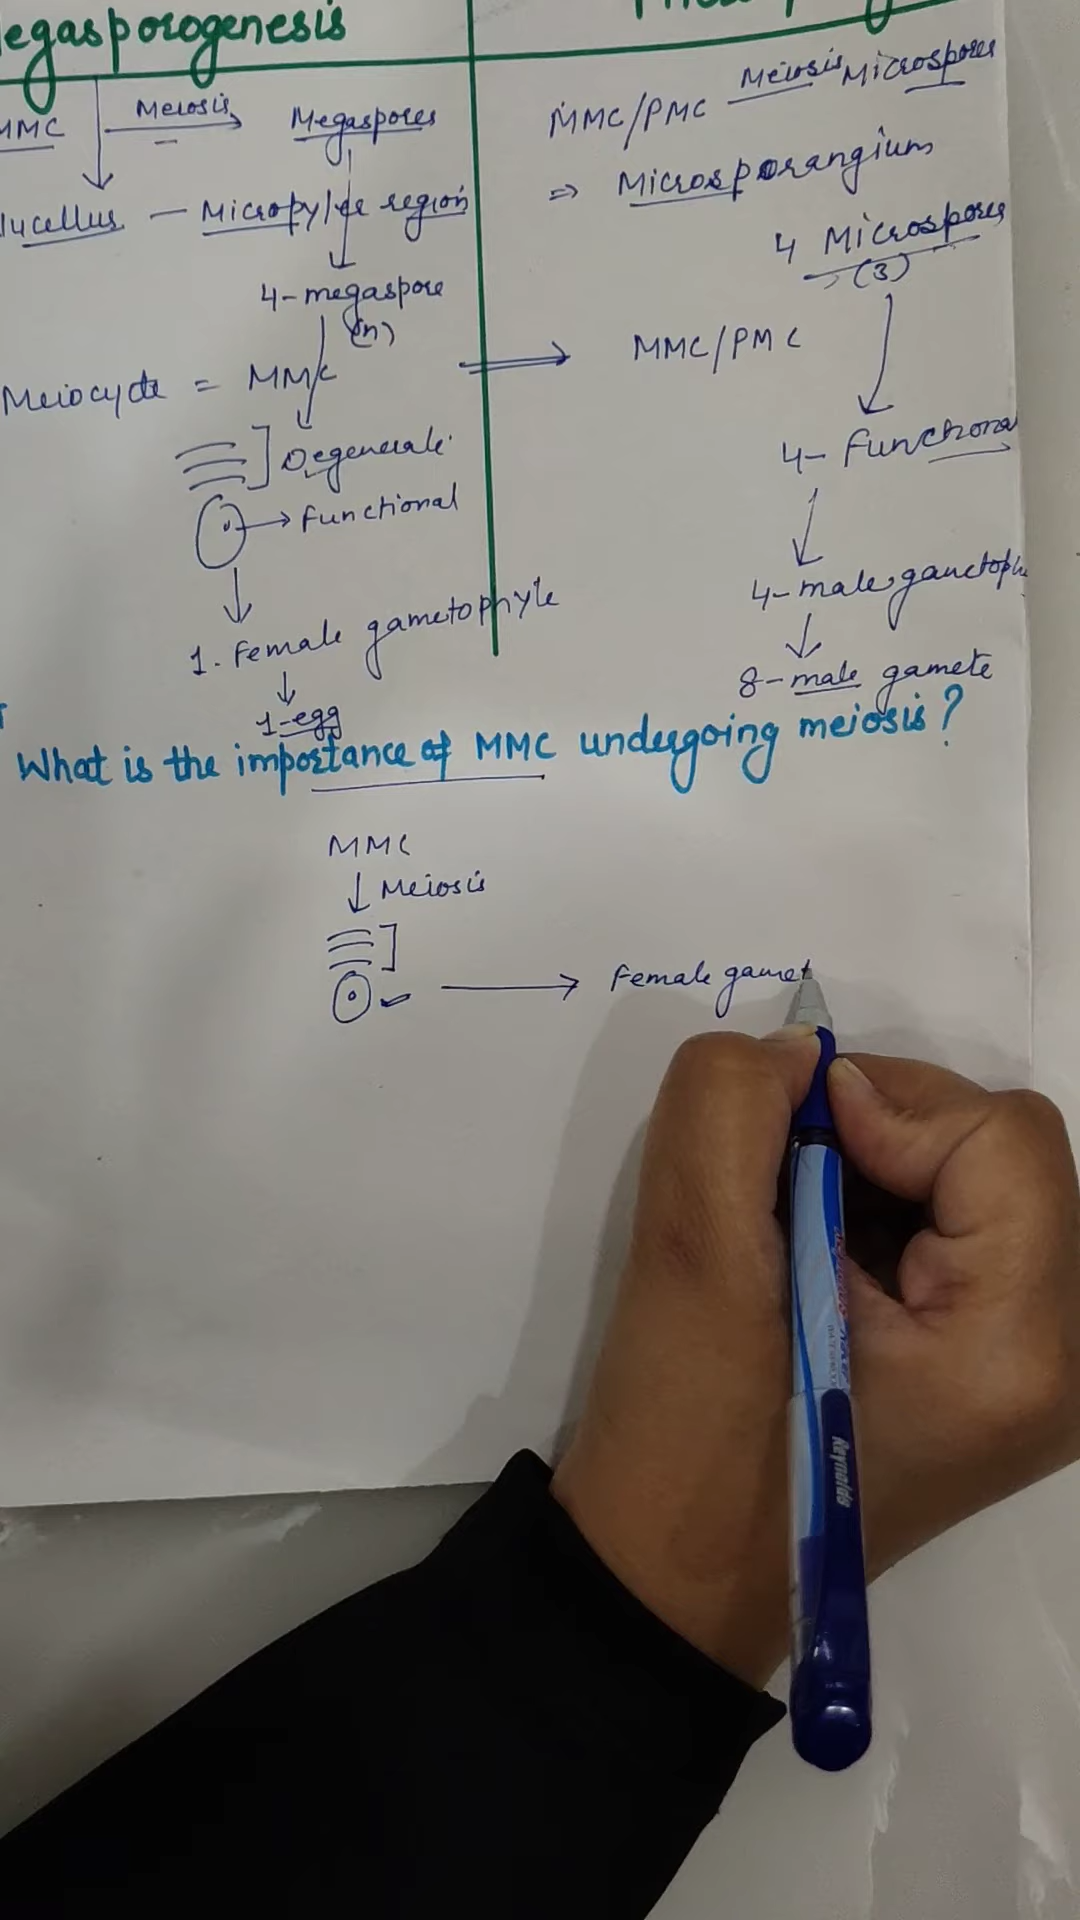 egasporogenesis
MMC Meiosis Megaspores
Nucellus — Micropyle region
4-megaspore
(n)
Meiocyte = MMC
Degenerate
Functional
1. Female gametophyte
1-egg
Meiosis Microspores
MMC/PMC
⇒ Microsporangium
4 Microspores
(3)
MMC/PMC
4- Functional
4-male gametoph
8-male gamete
What is the importance of MMC undergoing meiosis?
MMC
Meiosis
Female gamet
Reynolds